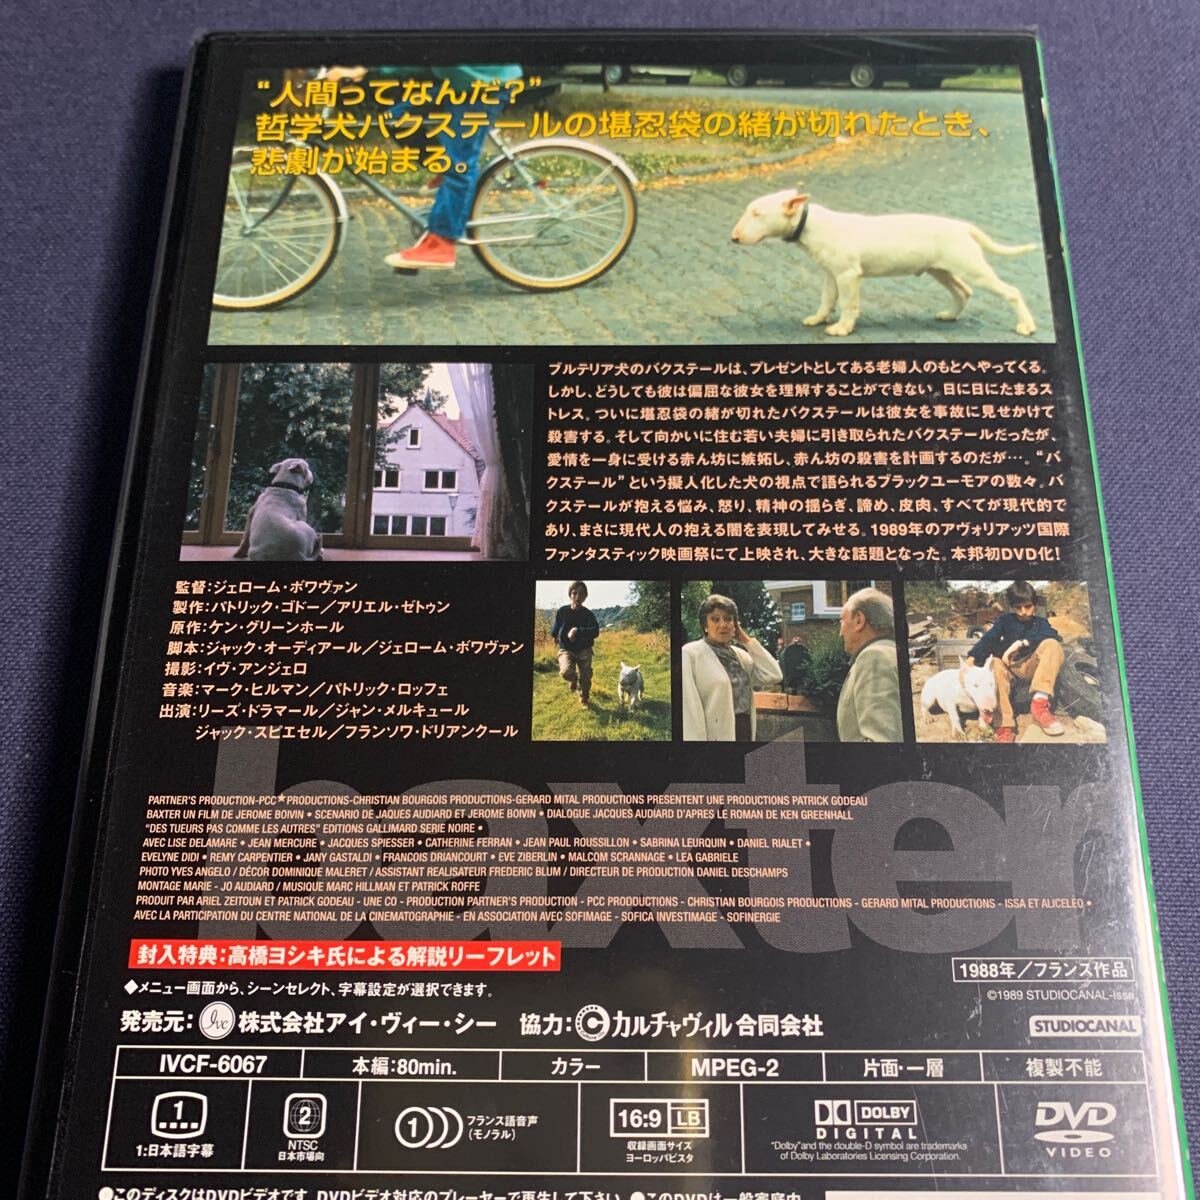 “人間ってなんだ？”
哲学犬バクステールの堪忍袋の緒が切れたとき、
悲劇が始まる。
ブルテリア犬のバクステールは、プレゼントとしてある老婦人のもとへやってくる。
しかし、どうしても彼は偏屈な彼女を理解することができない。日に日にたまるス
トレス。ついに堪忍袋の緒が切れたバクステールは彼女を事故に見せかけて
殺害する。そして向かいに住む若い夫婦に引き取られたバクステールだったが、
愛情を一身に受ける赤ん坊に嫉妬し、赤ん坊の殺害を計画するのだが…。“バ
クステール”という擬人化した犬の視点で語られるブラックユーモアの数々。バ
クステールが抱える悩み、怒り、精神の揺らぎ、諦め、皮肉、すべてが現代的で
あり、まさに現代人の抱える闇を表現してみせる。1989年のアヴォリアッツ国際
ファンタスティック映画祭にて上映され、大きな話題となった。本邦初DVD化！
監督：ジェローム・ボワヴァン
製作：パトリック・ゴドー／アリエル・ゼトゥン
原作：ケン・グリーンホール
脚本：ジャック・オーディアール／ジェローム・ボワヴァン
撮影：イヴ・アンジェロ
音楽：マーク・ヒルマン／パトリック・ロッフェ
出演：リーズ・ドラマール／ジャン・メルキュール
ジャック・スピエセル／フランソワ・ドリアンクール
baxter
PARTNER'S PRODUCTION-PCC★PRODUCTIONS-CHRISTIAN BOURGOIS PRODUCTIONS-GERARD MITAL PRODUCTIONS PRESENTENT UNE PRODUCTIONS PATRICK GODEAU
BAXTER UN FILM DE JEROME BOIVIN • SCENARIO DE JAQUES AUDIARD ET JEROME BOIVIN • DIALOGUE JACQUES AUDIARD D'APRES LE ROMAN DE KEN GREENHALL
"DES TUEURS PAS COMME LES AUTRES" EDITIONS GALLIMARD SERIE NOIRE •
AVEC LISE DELAMARE • JEAN MERCURE • JACQUES SPIESSER • CATHERINE FERRAN • JEAN PAUL ROUSSILLON • SABRINA LEURQUIN • DANIEL RIALET •
EVELYNE DIDI • REMY CARPENTIER • JANY GASTALDI • FRANCOIS DRIANCOURT • EVE ZIBERLIN • MALCOM SCRANNAGE • LEA GABRIELE
PHOTO YVES ANGELO / DÉCOR DOMINIQUE MALERET / ASSISTANT REALISATEUR FREDERIC BLUM / DIRECTEUR DE PRODUCTION DANIEL DESCHAMPS
MONTAGE MARIE - JO AUDIARD / MUSIQUE MARC HILLMAN ET PATRICK ROFFE
PRODUIT PAR ARIEL ZEITOUN ET PATRICK GODEAU - UNE CO - PRODUCTION PARTNER'S PRODUCTION - PCC PRODUCTIONS - CHRISTIAN BOURGOIS PRODUCTIONS - GERARD MITAL PRODUCTIONS - ISSA ET ALICELEO •
AVEC LA PARTICIPATION DU CENTRE NATIONAL DE LA CINEMATOGRAPHIE - EN ASSOCIATION AVEC SOFIMAGE - SOFICA INVESTIMAGE - SOFINERGIE
封入特典：高橋ヨシキ氏による解説リーフレット
1988年／フランス作品
◆メニュー画面から、シーンセレクト、字幕設定が選択できます。
©1989 STUDIOCANAL-Issa
発売元：ivc 株式会社アイ・ヴィー・シー 協力：カルチャヴィル合同会社
STUDIOCANAL
IVCF-6067 本編：80min. カラー MPEG-2 片面・一層 複製不能
1 2 1 16:9 LB DOLBY DIGITAL DVD VIDEO
1:日本語字幕
NTSC
日本市場向
フランス語音声
（モノラル）
収録画面サイズ
ヨーロッパビスタ
"Dolby"and the double-D symbol are trademarks
of Dolby Laboratories Licensing Corporation.
●このディスクはDVDビデオです。DVDビデオ対応のプレーヤーで再生して下さい。●このDVDは一般家庭内